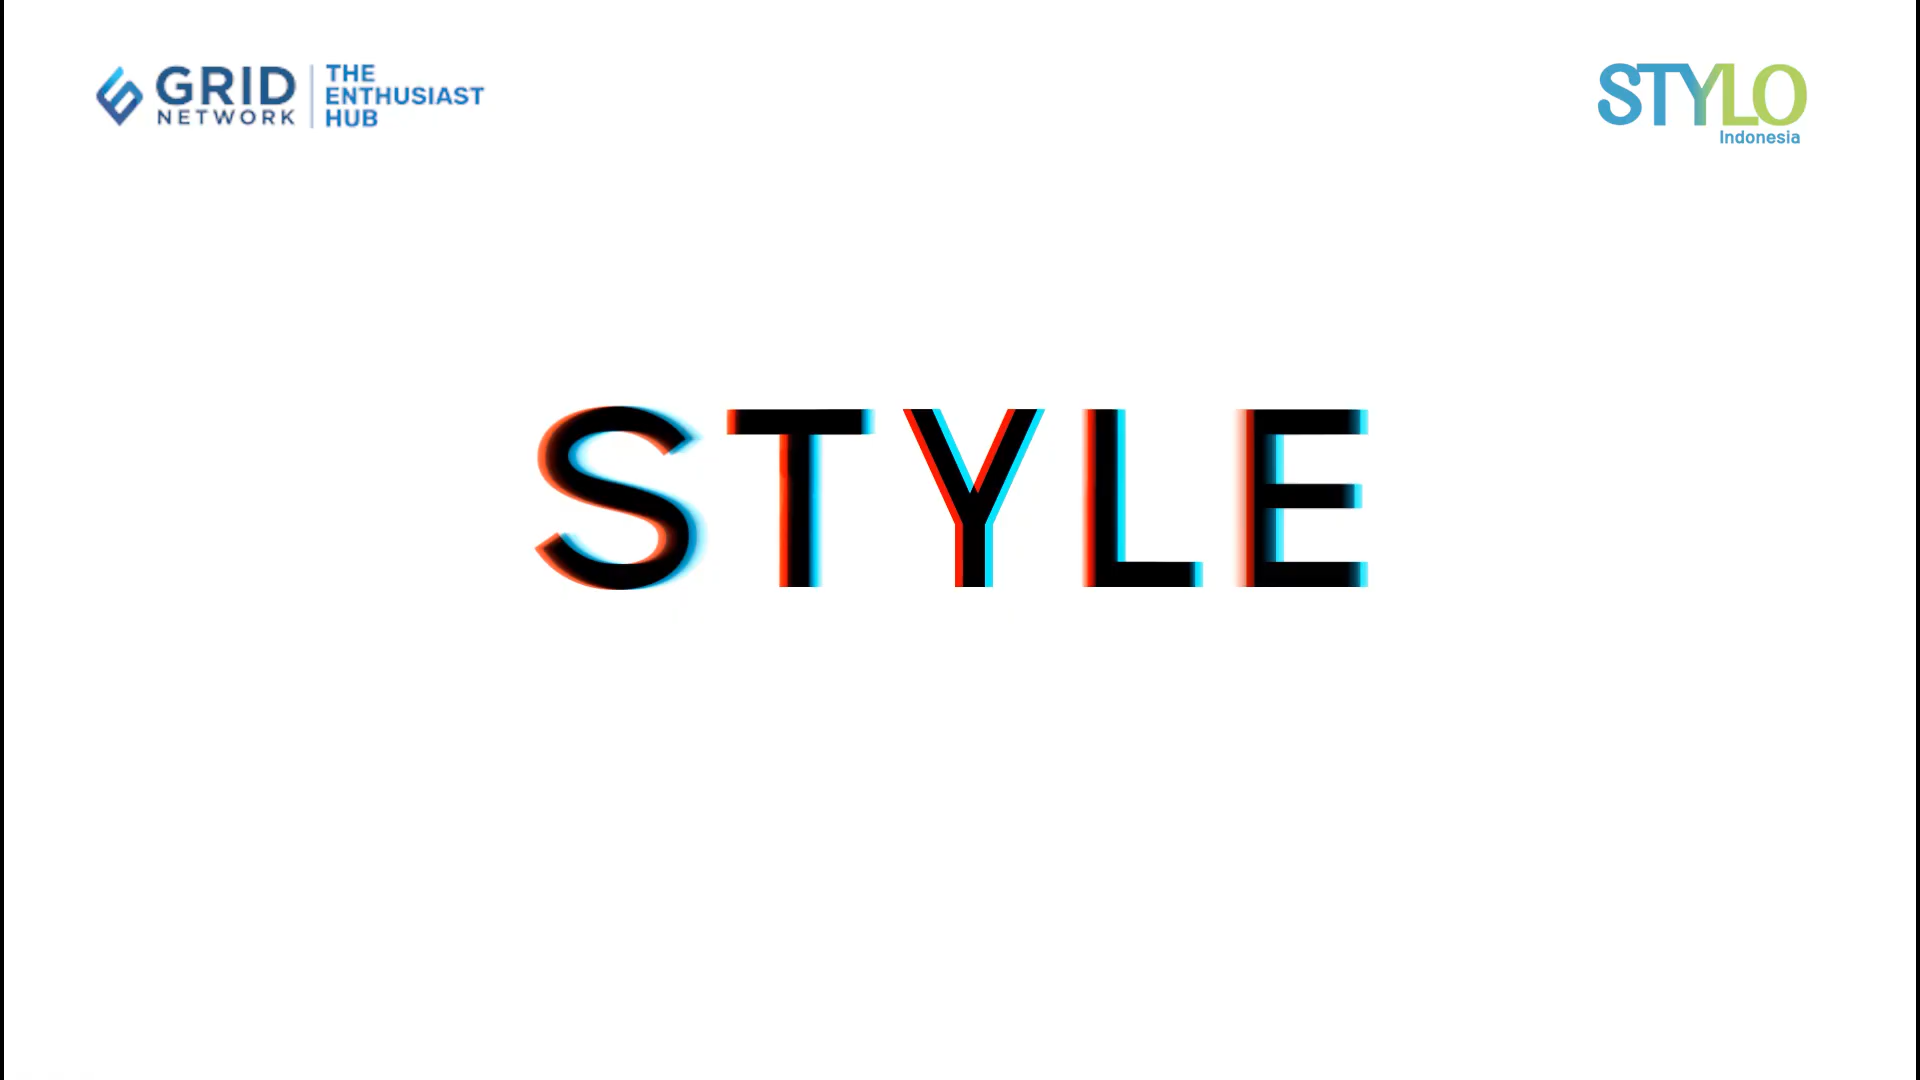 GRID
NETWORK
THE
ENTHUSIAST
HUB
STYLO
Indonesia
STYLE